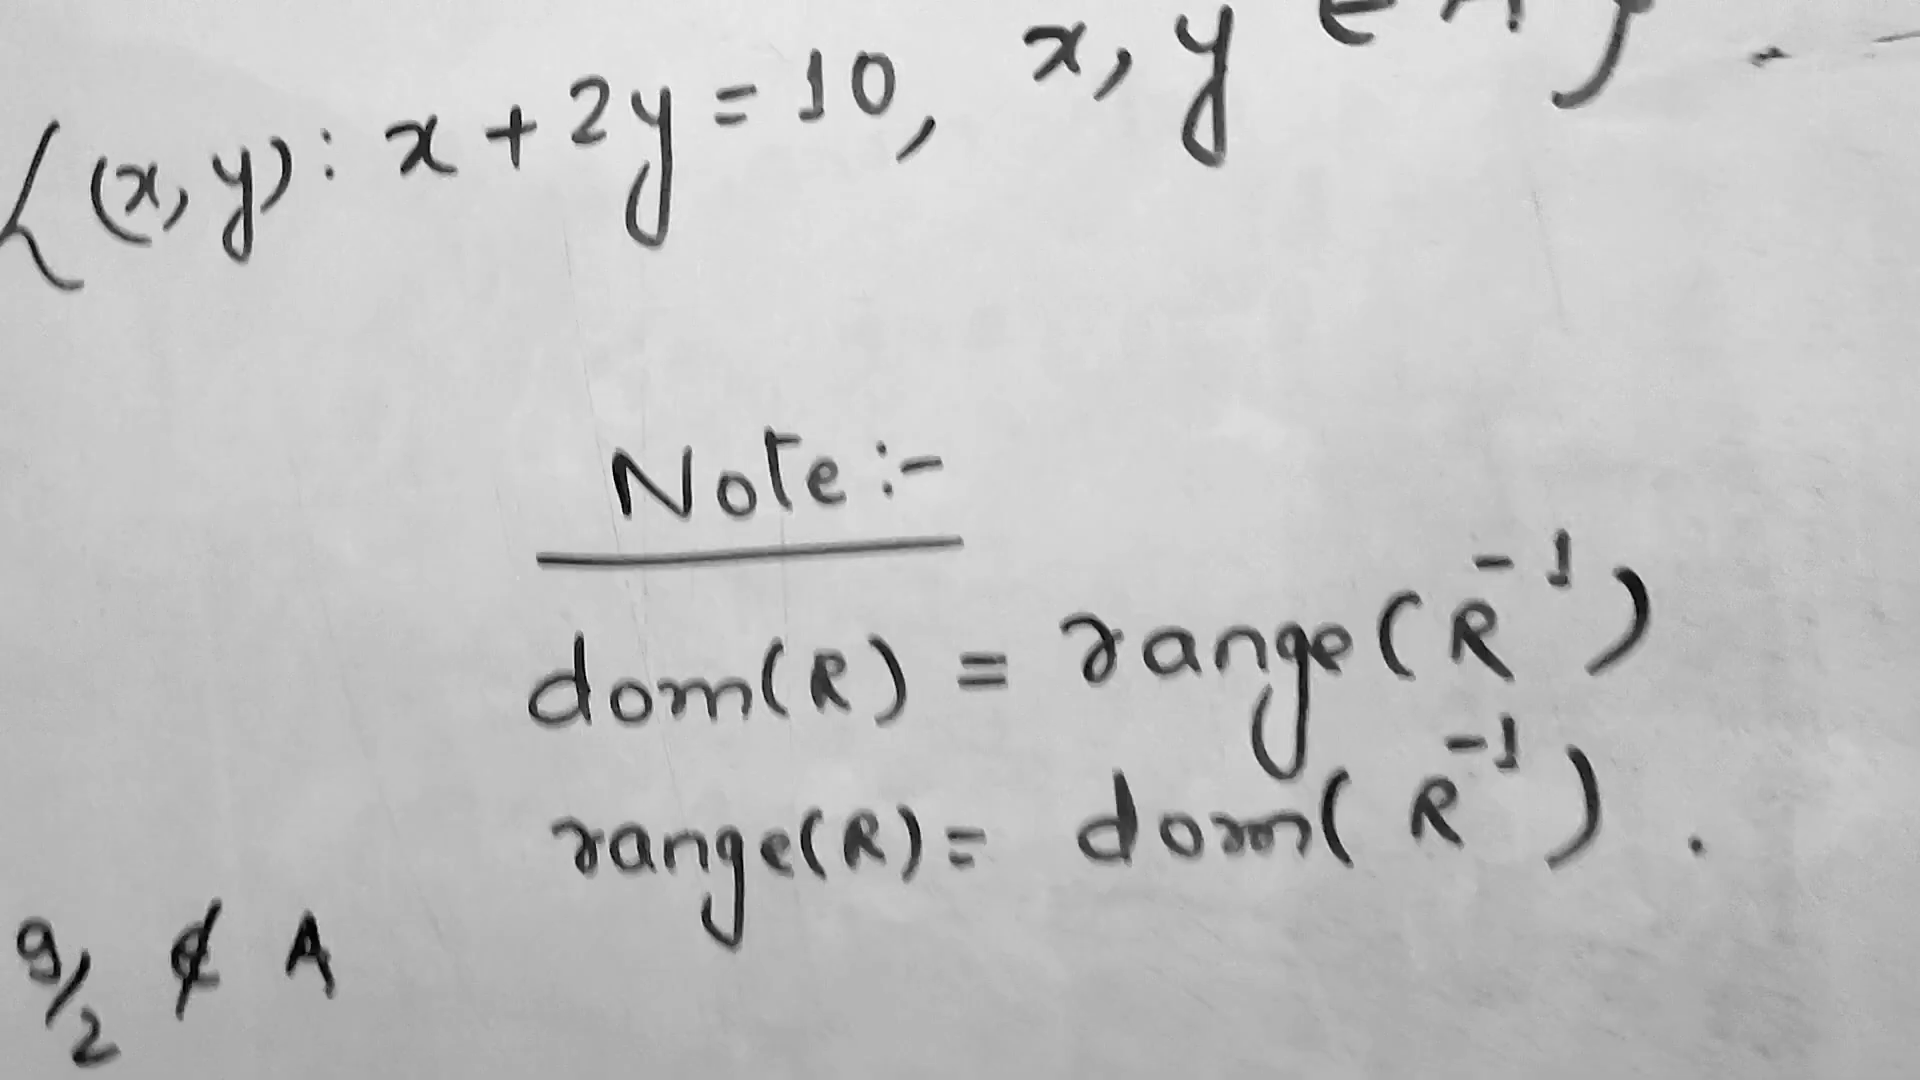 {(x, y): x + 2y = 10, x, y ∈ A}
Note :-
dom(R) = range(R⁻¹)
range(R) = dom(R⁻¹).
9/2 ∉ A